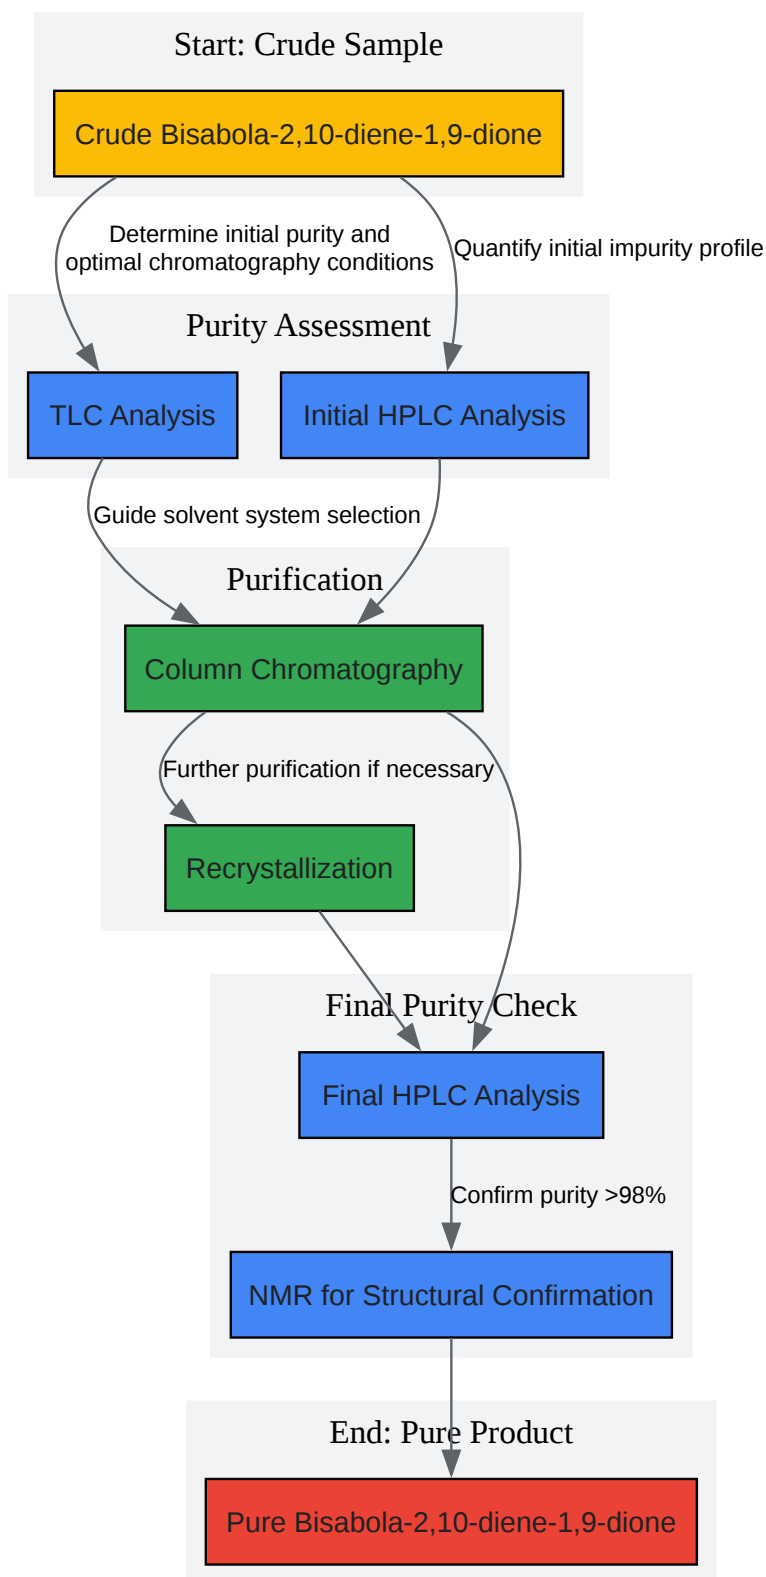 Start: Crude Sample
Crude Bisabola-2,10-diene-1,9-dione
Determine initial purity and
optimal chromatography conditions
Quantify initial impurity profile
Purity Assessment
TLC Analysis
Initial HPLC Analysis
Guide solvent system selection
Purification
Column Chromatography
Further purification if necessary
Recrystallization
Final Purity Check
Final HPLC Analysis
Confirm purity >98%
NMR for Structural Confirmation
End: Pure Product
Pure Bisabola-2,10-diene-1,9-dione